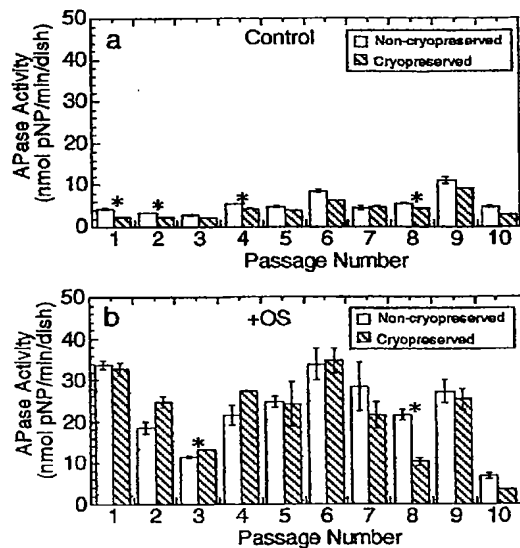 a Control
Non-cryopreserved
Cryopreserved
APase Activity
(nmol pNP/min/dish)
50
40
30
20
10
0
* * * *
1 2 3 4 5 6 7 8 9 10
Passage Number
b +OS
Non-cryopreserved
Cryopreserved
APase Activity
(nmol pNP/min/dish)
50
40
30
20
10
0
* *
1 2 3 4 5 6 7 8 9 10
Passage Number